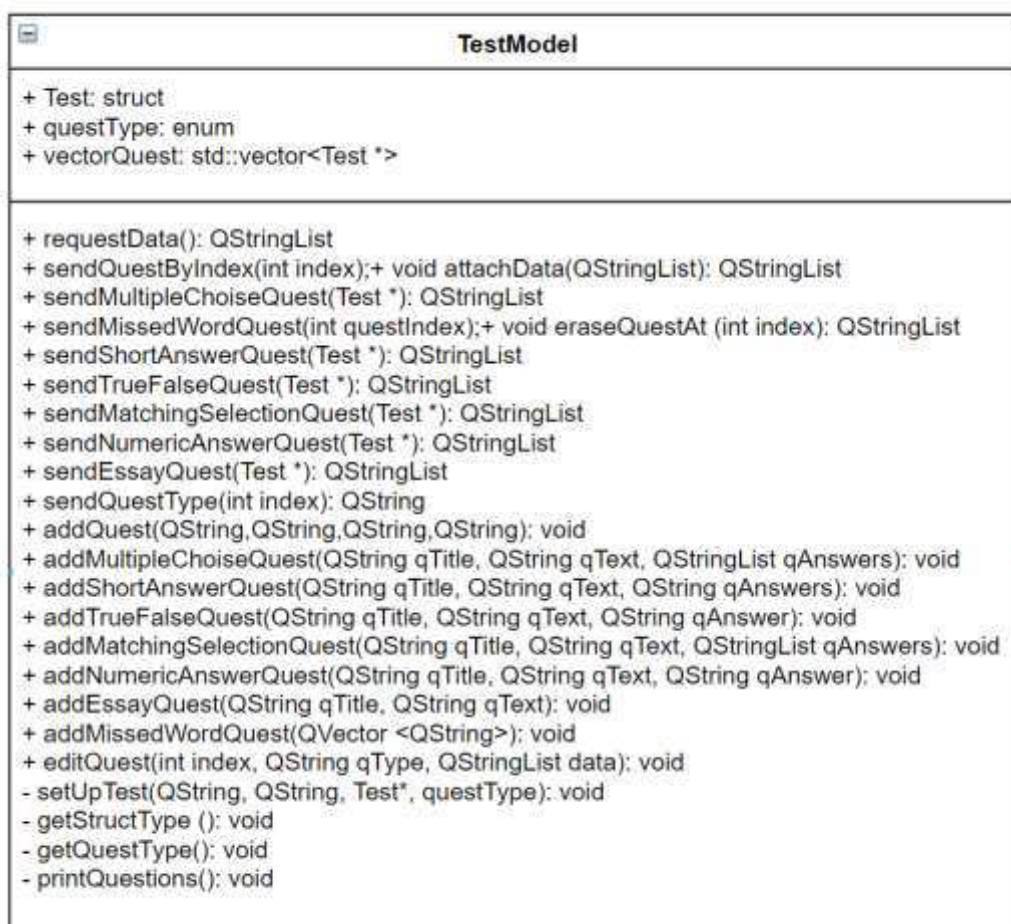 TestModel
+ Test: struct
+ questType: enum
+ vectorQuest: std::vector<Test *>
+ requestData(): QStringList
+ sendQuestByIndex(int index);+ void attachData(QStringList): QStringList
+ sendMultipleChoiseQuest(Test *): QStringList
+ sendMissedWordQuest(int questIndex);+ void eraseQuestAt (int index): QStringList
+ sendShortAnswerQuest(Test *): QStringList
+ sendTrueFalseQuest(Test *): QStringList
+ sendMatchingSelectionQuest(Test *): QStringList
+ sendNumericAnswerQuest(Test *): QStringList
+ sendEssayQuest(Test *): QStringList
+ sendQuestType(int index): QString
+ addQuest(QString,QString,QString,QString): void
+ addMultipleChoiseQuest(QString qTitle, QString qText, QStringList qAnswers): void
+ addShortAnswerQuest(QString qTitle, QString qText, QString qAnswers): void
+ addTrueFalseQuest(QString qTitle, QString qText, QString qAnswer): void
+ addMatchingSelectionQuest(QString qTitle, QString qText, QStringList qAnswers): void
+ addNumericAnswerQuest(QString qTitle, QString qText, QString qAnswer): void
+ addEssayQuest(QString qTitle, QString qText): void
+ addMissedWordQuest(QVector <QString>): void
+ editQuest(int index, QString qType, QStringList data): void
- setUpTest(QString, QString, Test*, questType): void
- getStructType (): void
- getQuestType(): void
- printQuestions(): void